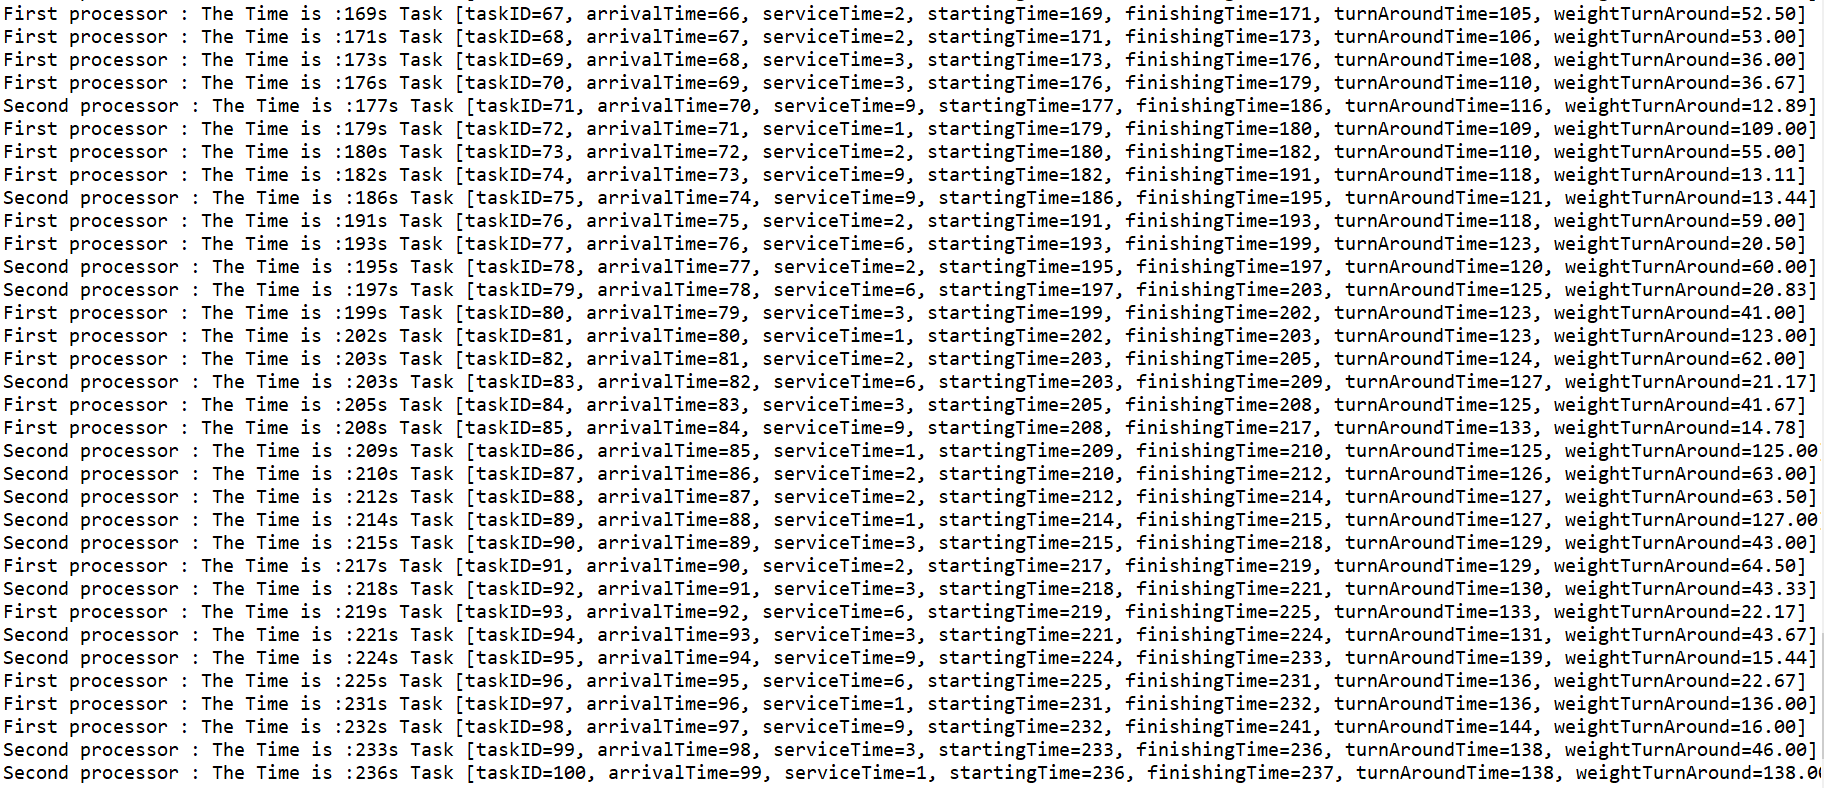 First processor : The Time is :169s Task [taskID=67, arrivalTime=66, serviceTime=2, startingTime=169, finishingTime=171, turnAroundTime=105, weightTurnAround=52.50]
First processor : The Time is :171s Task [taskID=68, arrivalTime=67, serviceTime=2, startingTime=171, finishingTime=173, turnAroundTime=106, weightTurnAround=53.00]
First processor : The Time is :173s Task [taskID=69, arrivalTime=68, serviceTime=3, startingTime=173, finishingTime=176, turnAroundTime=108, weightTurnAround=36.00]
First processor : The Time is :176s Task [taskID=70, arrivalTime=69, serviceTime=3, startingTime=176, finishingTime=179, turnAroundTime=110, weightTurnAround=36.67]
Second processor : The Time is :177s Task [taskID=71, arrivalTime=70, serviceTime=9, startingTime=177, finishingTime=186, turnAroundTime=116, weightTurnAround=12.89]
First processor : The Time is :179s Task [taskID=72, arrivalTime=71, serviceTime=1, startingTime=179, finishingTime=180, turnAroundTime=109, weightTurnAround=109.00]
First processor : The Time is :180s Task [taskID=73, arrivalTime=72, serviceTime=2, startingTime=180, finishingTime=182, turnAroundTime=110, weightTurnAround=55.00]
First processor : The Time is :182s Task [taskID=74, arrivalTime=73, serviceTime=9, startingTime=182, finishingTime=191, turnAroundTime=118, weightTurnAround=13.11]
Second processor : The Time is :186s Task [taskID=75, arrivalTime=74, serviceTime=9, startingTime=186, finishingTime=195, turnAroundTime=121, weightTurnAround=13.44]
First processor : The Time is :191s Task [taskID=76, arrivalTime=75, serviceTime=2, startingTime=191, finishingTime=193, turnAroundTime=118, weightTurnAround=59.00]
First processor : The Time is :193s Task [taskID=77, arrivalTime=76, serviceTime=6, startingTime=193, finishingTime=199, turnAroundTime=123, weightTurnAround=20.50]
Second processor : The Time is :195s Task [taskID=78, arrivalTime=77, serviceTime=2, startingTime=195, finishingTime=197, turnAroundTime=120, weightTurnAround=60.00]
Second processor : The Time is :197s Task [taskID=79, arrivalTime=78, serviceTime=6, startingTime=197, finishingTime=203, turnAroundTime=125, weightTurnAround=20.83]
First processor : The Time is :199s Task [taskID=80, arrivalTime=79, serviceTime=3, startingTime=199, finishingTime=202, turnAroundTime=123, weightTurnAround=41.00]
First processor : The Time is :202s Task [taskID=81, arrivalTime=80, serviceTime=1, startingTime=202, finishingTime=203, turnAroundTime=123, weightTurnAround=123.00]
First processor : The Time is :203s Task [taskID=82, arrivalTime=81, serviceTime=2, startingTime=203, finishingTime=205, turnAroundTime=124, weightTurnAround=62.00]
Second processor : The Time is :203s Task [taskID=83, arrivalTime=82, serviceTime=6, startingTime=203, finishingTime=209, turnAroundTime=127, weightTurnAround=21.17]
First processor : The Time is :205s Task [taskID=84, arrivalTime=83, serviceTime=3, startingTime=205, finishingTime=208, turnAroundTime=125, weightTurnAround=41.67]
First processor : The Time is :208s Task [taskID=85, arrivalTime=84, serviceTime=9, startingTime=208, finishingTime=217, turnAroundTime=133, weightTurnAround=14.78]
Second processor : The Time is :209s Task [taskID=86, arrivalTime=85, serviceTime=1, startingTime=209, finishingTime=210, turnAroundTime=125, weightTurnAround=125.00
Second processor : The Time is :210s Task [taskID=87, arrivalTime=86, serviceTime=2, startingTime=210, finishingTime=212, turnAroundTime=126, weightTurnAround=63.00]
Second processor : The Time is :212s Task [taskID=88, arrivalTime=87, serviceTime=2, startingTime=212, finishingTime=214, turnAroundTime=127, weightTurnAround=63.50]
Second processor : The Time is :214s Task [taskID=89, arrivalTime=88, serviceTime=1, startingTime=214, finishingTime=215, turnAroundTime=127, weightTurnAround=127.00
Second processor : The Time is :215s Task [taskID=90, arrivalTime=89, serviceTime=3, startingTime=215, finishingTime=218, turnAroundTime=129, weightTurnAround=43.00]
First processor : The Time is :217s Task [taskID=91, arrivalTime=90, serviceTime=2, startingTime=217, finishingTime=219, turnAroundTime=129, weightTurnAround=64.50]
Second processor : The Time is :218s Task [taskID=92, arrivalTime=91, serviceTime=3, startingTime=218, finishingTime=221, turnAroundTime=130, weightTurnAround=43.33]
First processor : The Time is :219s Task [taskID=93, arrivalTime=92, serviceTime=6, startingTime=219, finishingTime=225, turnAroundTime=133, weightTurnAround=22.17]
Second processor : The Time is :221s Task [taskID=94, arrivalTime=93, serviceTime=3, startingTime=221, finishingTime=224, turnAroundTime=131, weightTurnAround=43.67]
Second processor : The Time is :224s Task [taskID=95, arrivalTime=94, serviceTime=9, startingTime=224, finishingTime=233, turnAroundTime=139, weightTurnAround=15.44]
First processor : The Time is :225s Task [taskID=96, arrivalTime=95, serviceTime=6, startingTime=225, finishingTime=231, turnAroundTime=136, weightTurnAround=22.67]
First processor : The Time is :231s Task [taskID=97, arrivalTime=96, serviceTime=1, startingTime=231, finishingTime=232, turnAroundTime=136, weightTurnAround=136.00]
First processor : The Time is :232s Task [taskID=98, arrivalTime=97, serviceTime=9, startingTime=232, finishingTime=241, turnAroundTime=144, weightTurnAround=16.00]
Second processor : The Time is :233s Task [taskID=99, arrivalTime=98, serviceTime=3, startingTime=233, finishingTime=236, turnAroundTime=138, weightTurnAround=46.00]
Second processor : The Time is :236s Task [taskID=100, arrivalTime=99, serviceTime=1, startingTime=236, finishingTime=237, turnAroundTime=138, weightTurnAround=138.00